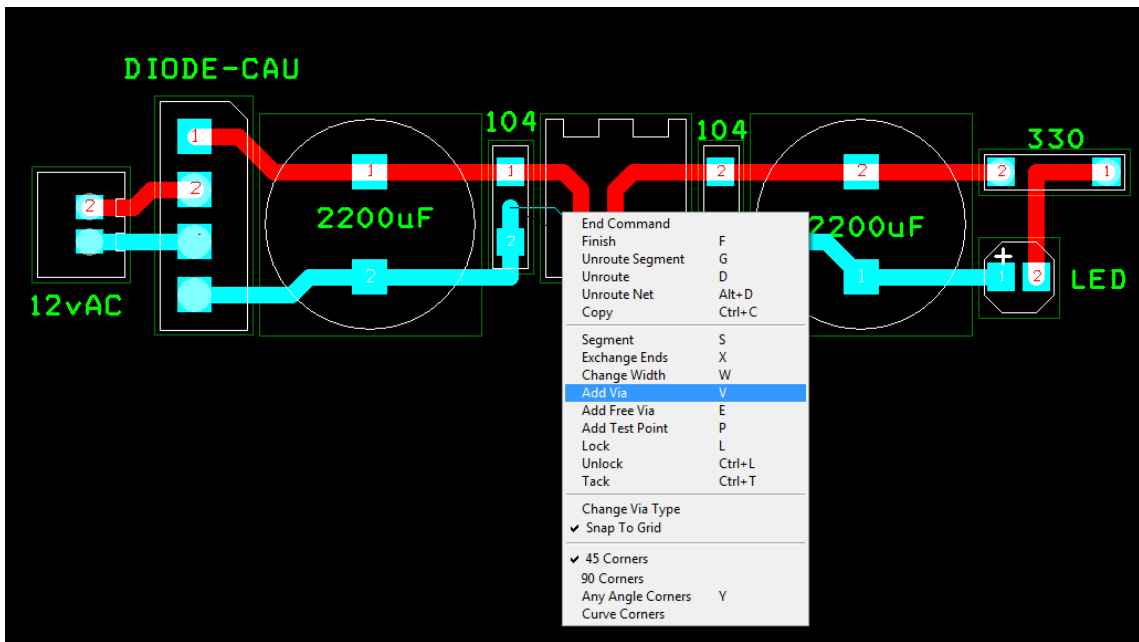 DIODE-CAU
104
104
330
1
1
2
1
2
2
1
2
2
2200uF
2200uF
2
2
1
1
2
LED
12vAC
End Command
Finish F
Unroute Segment G
Unroute D
Unroute Net Alt+D
Copy Ctrl+C
Segment S
Exchange Ends X
Change Width W
Add Via V
Add Free Via E
Add Test Point P
Lock L
Unlock Ctrl+L
Tack Ctrl+T
Change Via Type
Snap To Grid
45 Corners
90 Corners
Any Angle Corners Y
Curve Corners